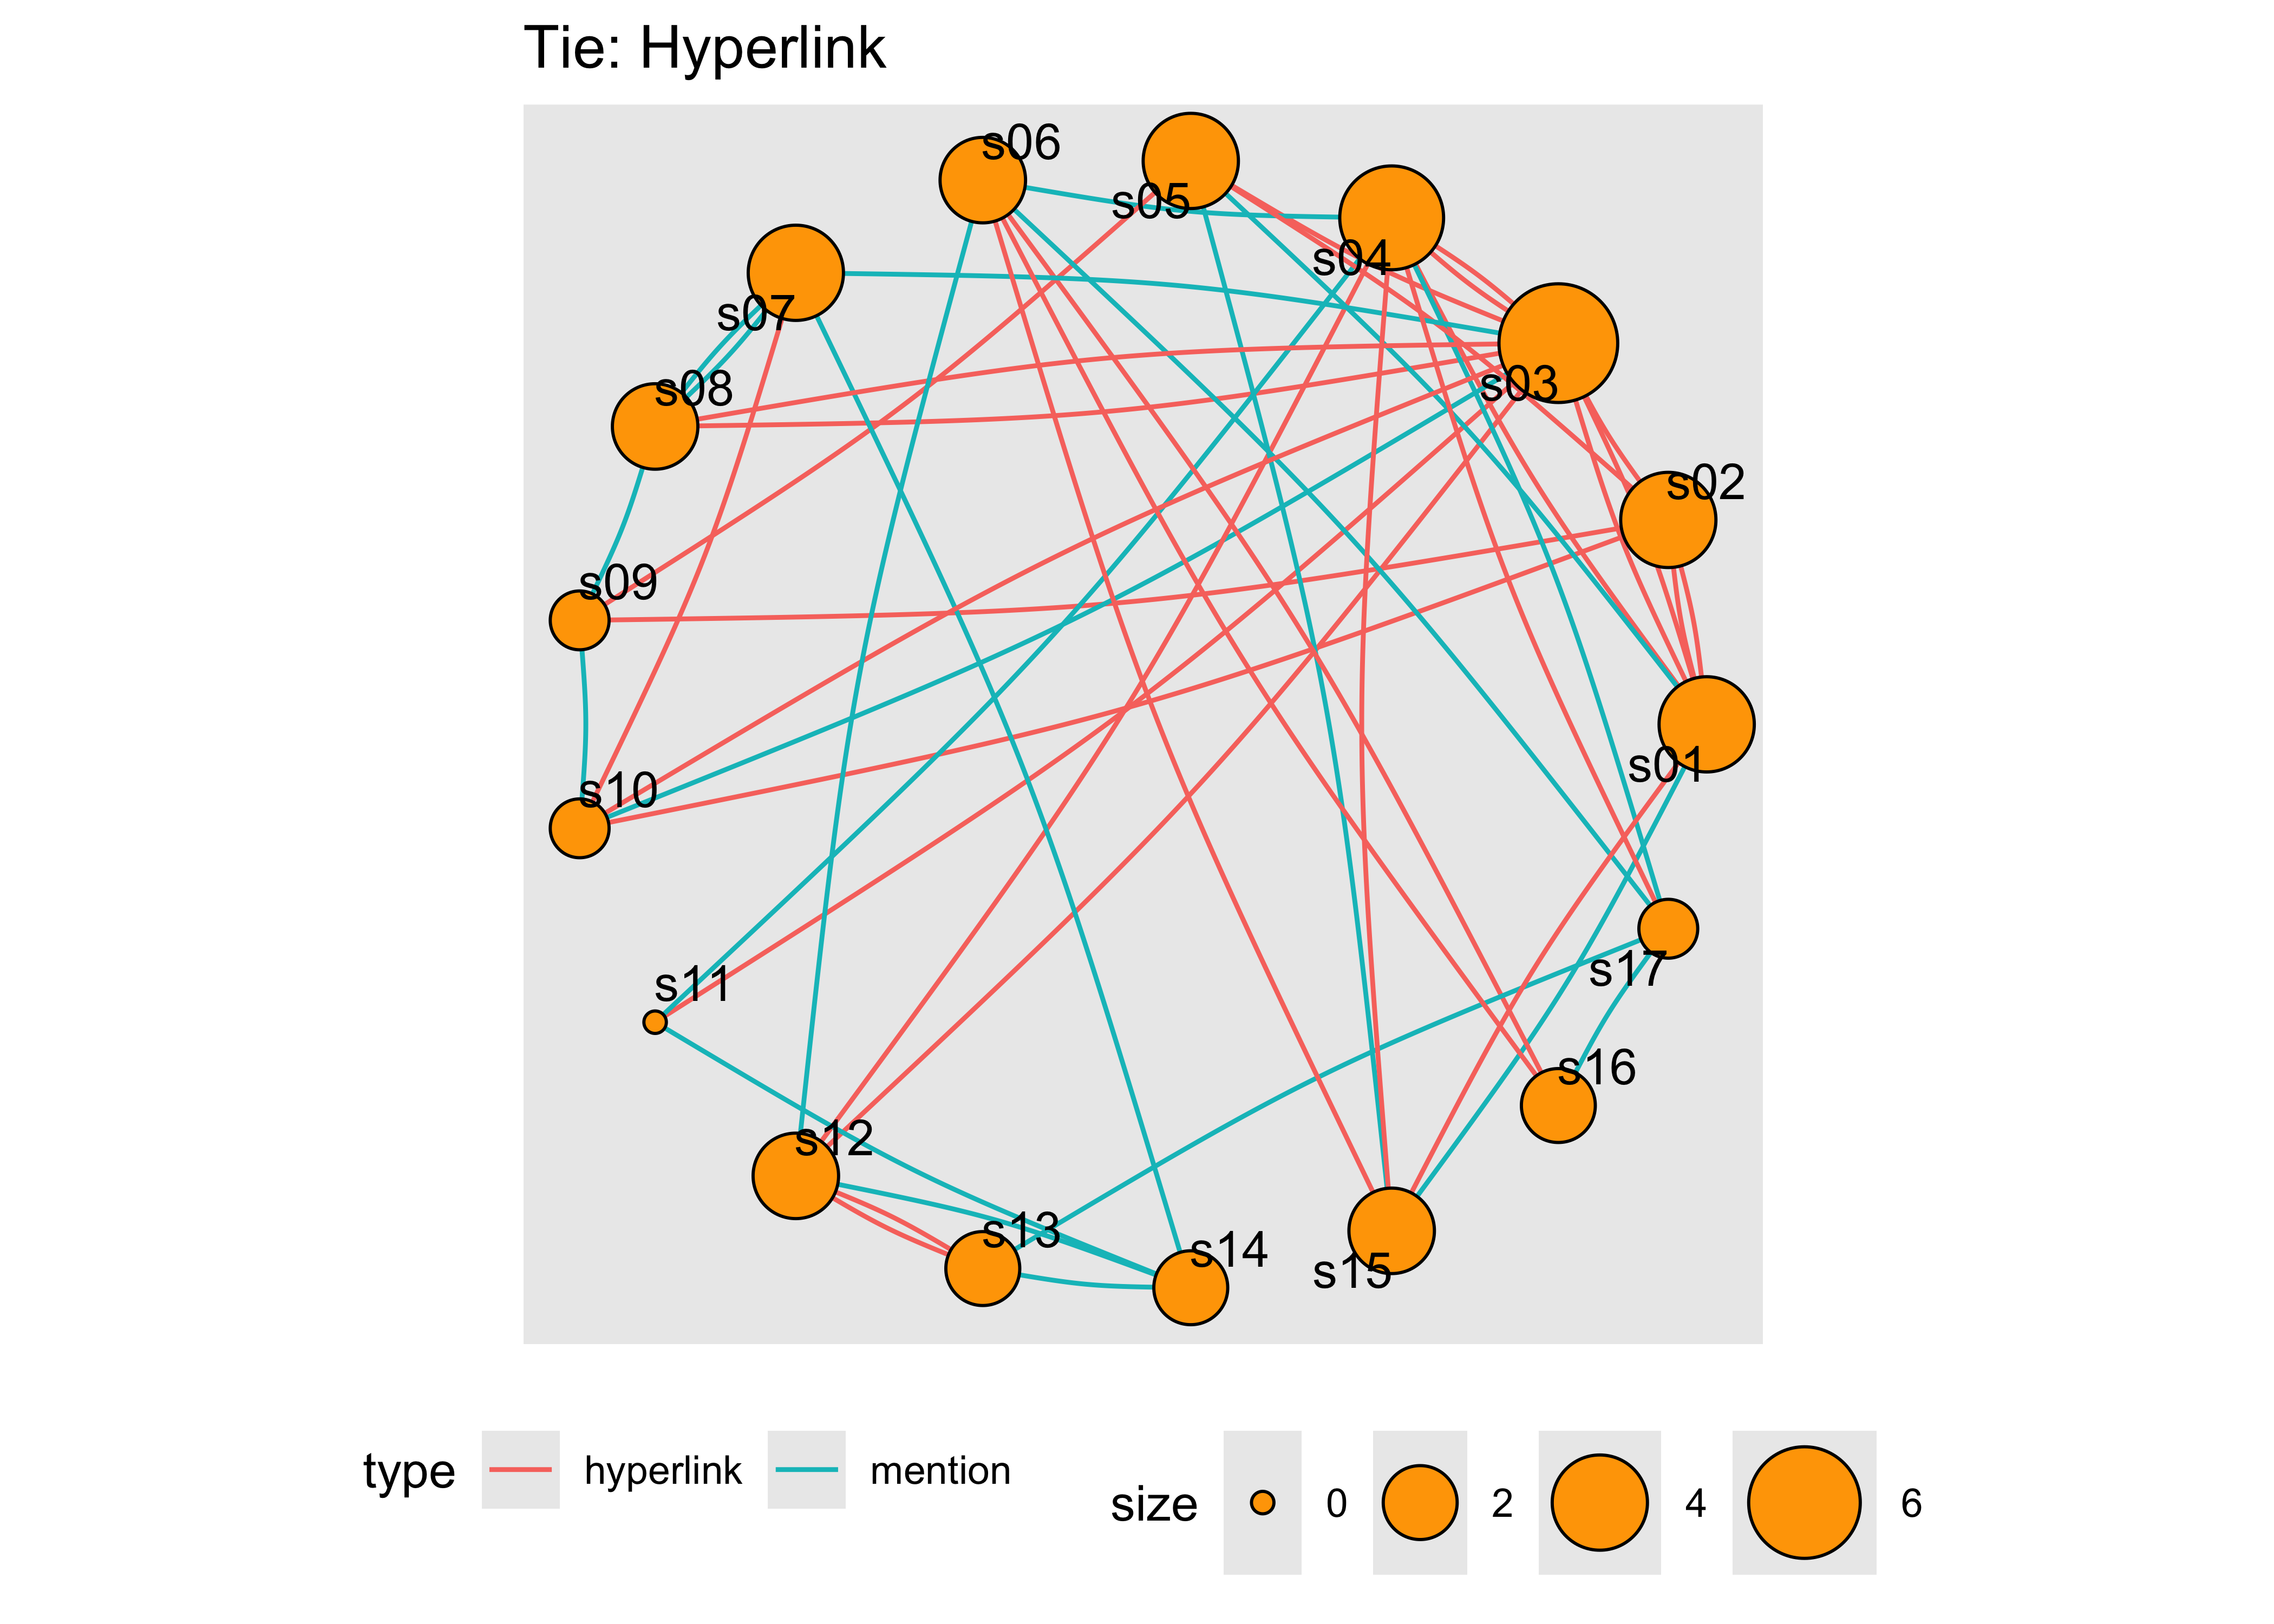 Tie: Hyperlink
s06
s05
s04
s07
s03
s08
s02
s09
s01
s10
s17
s11
s16
s12
s13
s14
s15
type hyperlink mention
size 0 2 4 6